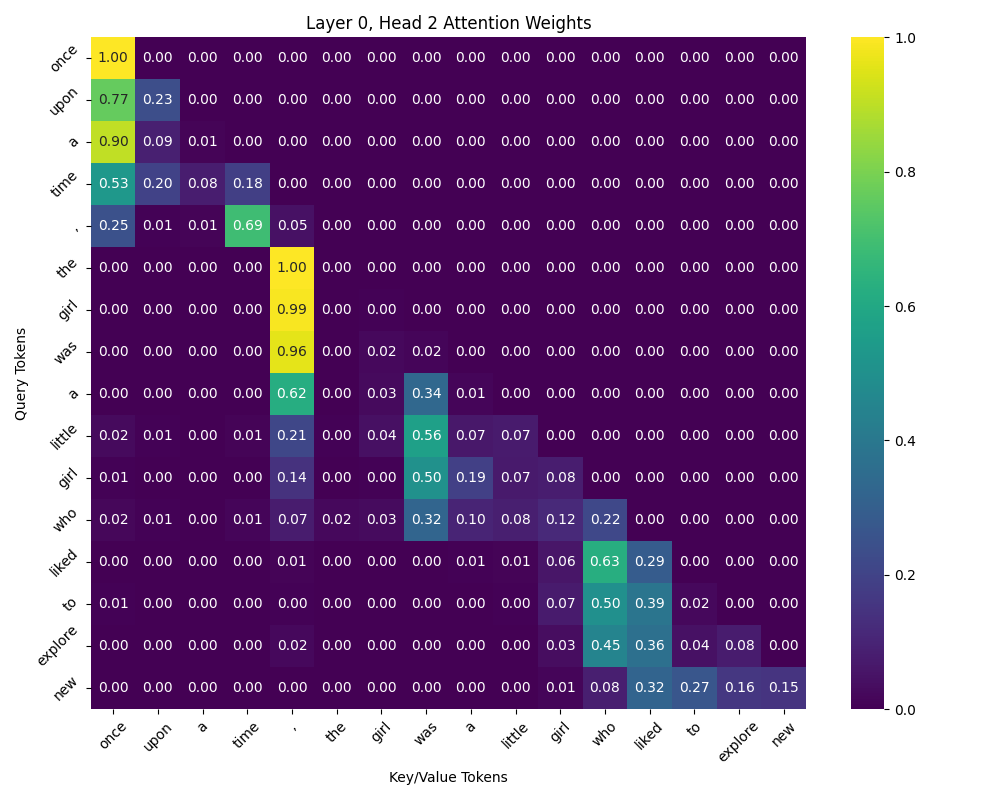 Layer 0, Head 2 Attention Weights
Query Tokens
once 1.00 0.00 0.00 0.00 0.00 0.00 0.00 0.00 0.00 0.00 0.00 0.00 0.00 0.00 0.00 0.00
upon 0.77 0.23 0.00 0.00 0.00 0.00 0.00 0.00 0.00 0.00 0.00 0.00 0.00 0.00 0.00 0.00
a 0.90 0.09 0.01 0.00 0.00 0.00 0.00 0.00 0.00 0.00 0.00 0.00 0.00 0.00 0.00 0.00
time 0.53 0.20 0.08 0.18 0.00 0.00 0.00 0.00 0.00 0.00 0.00 0.00 0.00 0.00 0.00 0.00
, 0.25 0.01 0.01 0.69 0.05 0.00 0.00 0.00 0.00 0.00 0.00 0.00 0.00 0.00 0.00 0.00
the 0.00 0.00 0.00 0.00 1.00 0.00 0.00 0.00 0.00 0.00 0.00 0.00 0.00 0.00 0.00 0.00
girl 0.00 0.00 0.00 0.00 0.99 0.00 0.00 0.00 0.00 0.00 0.00 0.00 0.00 0.00 0.00 0.00
was 0.00 0.00 0.00 0.00 0.96 0.00 0.02 0.02 0.00 0.00 0.00 0.00 0.00 0.00 0.00 0.00
a 0.00 0.00 0.00 0.00 0.62 0.00 0.03 0.34 0.01 0.00 0.00 0.00 0.00 0.00 0.00 0.00
little 0.02 0.01 0.00 0.01 0.21 0.00 0.04 0.56 0.07 0.07 0.00 0.00 0.00 0.00 0.00 0.00
girl 0.01 0.00 0.00 0.00 0.14 0.00 0.00 0.50 0.19 0.07 0.08 0.00 0.00 0.00 0.00 0.00
who 0.02 0.01 0.00 0.01 0.07 0.02 0.03 0.32 0.10 0.08 0.12 0.22 0.00 0.00 0.00 0.00
liked 0.00 0.00 0.00 0.00 0.01 0.00 0.00 0.00 0.01 0.01 0.06 0.63 0.29 0.00 0.00 0.00
to 0.01 0.00 0.00 0.00 0.00 0.00 0.00 0.00 0.00 0.00 0.07 0.50 0.39 0.02 0.00 0.00
explore 0.00 0.00 0.00 0.00 0.02 0.00 0.00 0.00 0.00 0.00 0.03 0.45 0.36 0.04 0.08 0.00
new 0.00 0.00 0.00 0.00 0.00 0.00 0.00 0.00 0.00 0.00 0.01 0.08 0.32 0.27 0.16 0.15
once upon a time , the girl was a little girl who liked to explore new
Key/Value Tokens
1.0
0.8
0.6
0.4
0.2
0.0